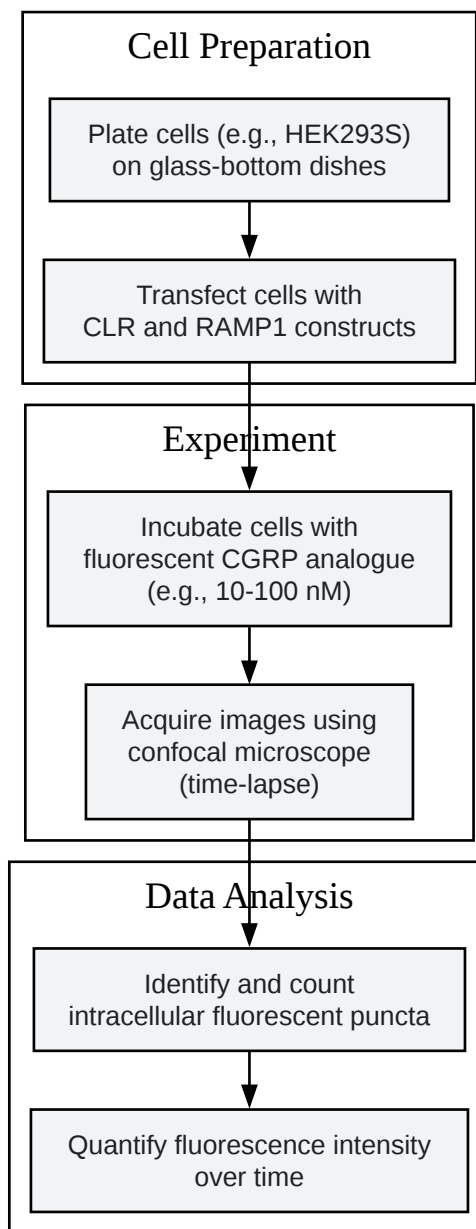 Cell Preparation
Plate cells (e.g., HEK293S)
on glass-bottom dishes
Transfect cells with
CLR and RAMP1 constructs
Experiment
Incubate cells with
fluorescent CGRP analogue
(e.g., 10-100 nM)
Acquire images using
confocal microscope
(time-lapse)
Data Analysis
Identify and count
intracellular fluorescent puncta
Quantify fluorescence intensity
over time